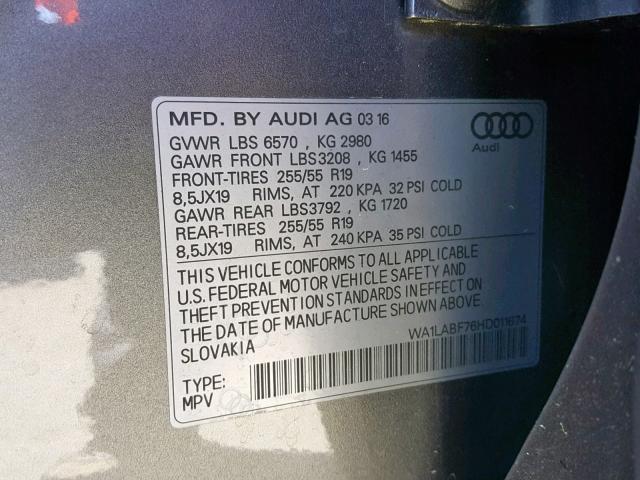 MFD. BY AUDI AG 03 16
GVWR LBS 6570 , KG 2980
GAWR FRONT LBS3208 , KG 1455
FRONT-TIRES 255/55 R19
8,5JX19 RIMS, AT 220 KPA 32 PSI COLD
GAWR REAR LBS3792 , KG 1720
REAR-TIRES 255/55 R19
8,5JX19 RIMS, AT 240 KPA 35 PSI COLD
Audi
THIS VEHICLE CONFORMS TO ALL APPLICABLE
U.S. FEDERAL MOTOR VEHICLE SAFETY AND
THEFT PREVENTION STANDARDS IN EFFECT ON
THE DATE OF MANUFACTURE SHOWN ABOVE.
SLOVAKIA
WA1LABF76HD011674
TYPE:
MPV